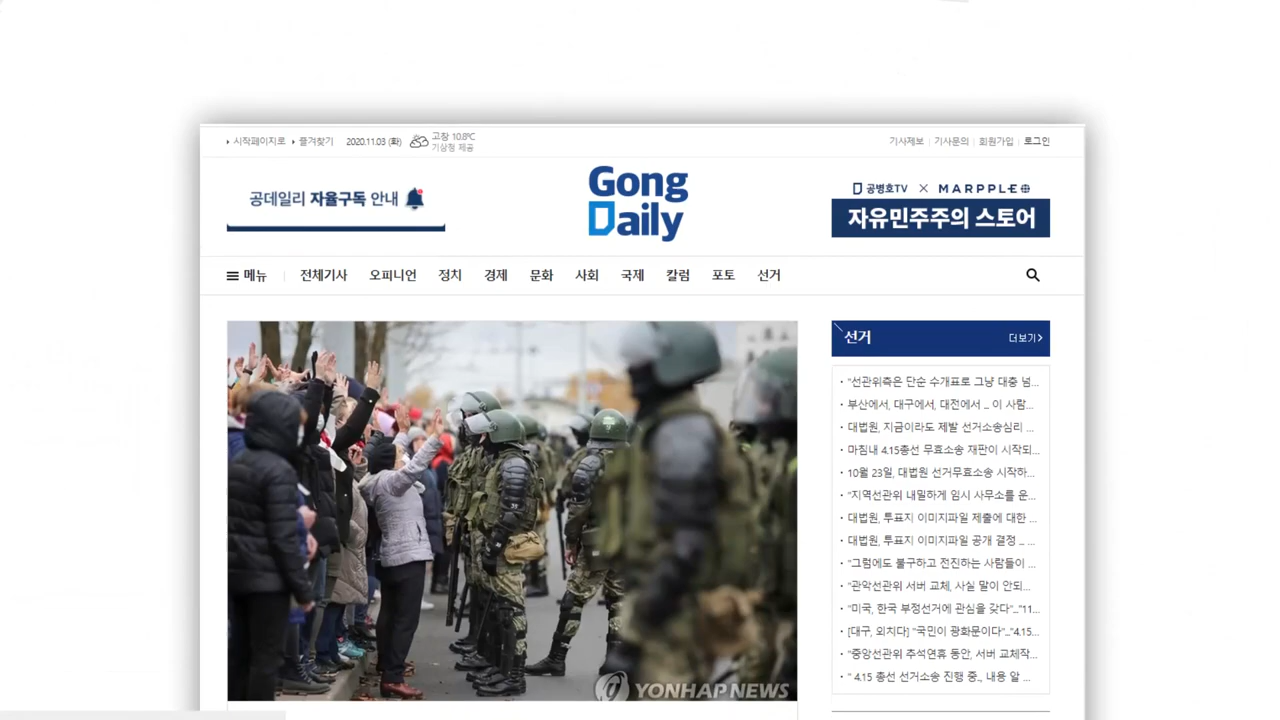 시작페이지로 즐겨찾기 2020.11.03 (화) 고창 10.8℃
기상청 제공
기사제보 기사문의 회원가입 로그인
공데일리 자율구독 안내
Gong
Daily
공병호TV × MARPPLE
자유민주주의 스토어
메뉴 전체기사 오피니언 정치 경제 문화 사회 국제 칼럼 포토 선거
선거 더보기
"선관위측은 단순 수개표로 그냥 대충 넘...
부산에서, 대구에서, 대전에서 ... 이 사람...
대법원, 지금이라도 제발 선거소송심리 ...
마침내 4.15총선 무효소송 재판이 시작되...
10월 23일, 대법원 선거무효소송 시작하...
"지역선관위 내밀하게 임시 사무소를 운...
대법원, 투표지 이미지파일 제출에 대한 ...
대법원, 투표지 이미지파일 공개 결정 ... ...
"그럼에도 불구하고 전진하는 사람들이 ...
"관악선관위 서버 교체, 사실 말이 안되...
"미국, 한국 부정선거에 관심을 갖다"..."11...
[대구, 외치다] "국민이 광화문이다"..."4.15...
"중앙선관위 추석연휴 동안, 서버 교체작...
" 4.15 총선 선거소송 진행 중., 내용 알 ...
YONHAP NEWS